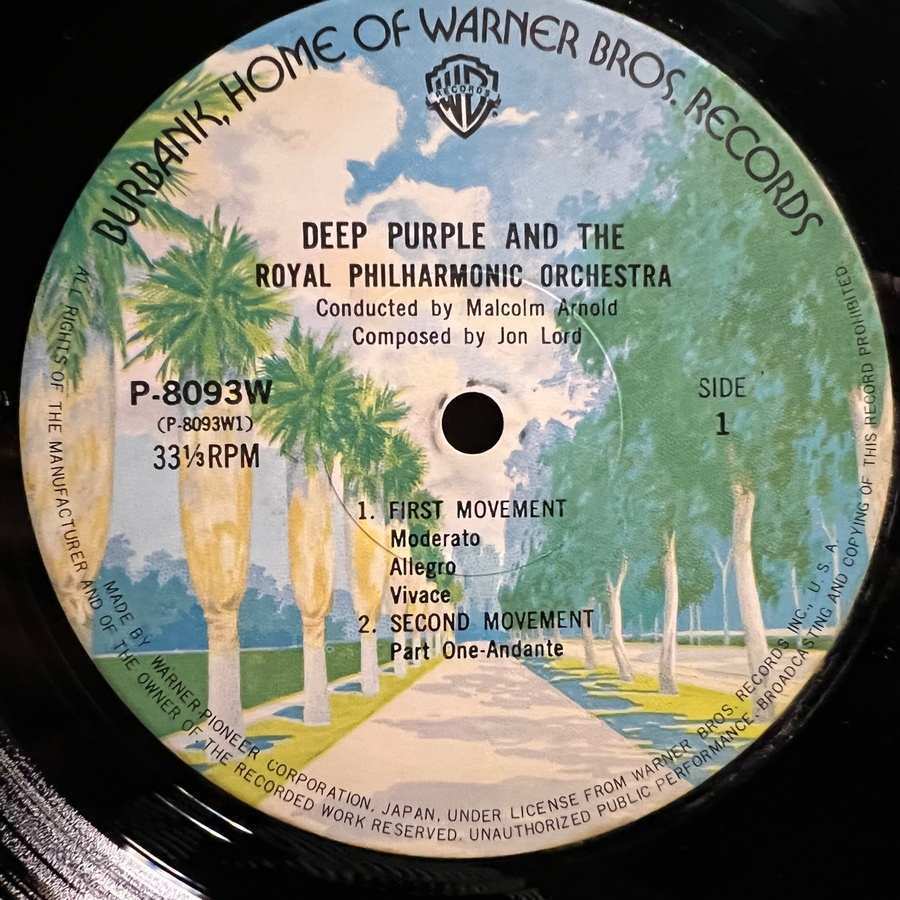 BURBANK, HOME OF WARNER BROS. RECORDS
WB
RECORDS
®
DEEP PURPLE AND THE
ROYAL PHILHARMONIC ORCHESTRA
Conducted by Malcolm Arnold
Composed by Jon Lord
P-8093W
(P-8093W1)
33⅓RPM
SIDE
1
1. FIRST MOVEMENT
Moderato
Allegro
Vivace
2. SECOND MOVEMENT
Part One-Andante
MADE BY WARNER-PIONEER CORPORATION, JAPAN, UNDER LICENSE FROM WARNER BROS. RECORDS INC., U. S. A.
ALL RIGHTS OF THE MANUFACTURER AND OF THE OWNER OF THE RECORDED WORK RESERVED. UNAUTHORIZED PUBLIC PERFORMANCE, BROADCASTING AND COPYING OF THIS RECORD PROHIBITED.